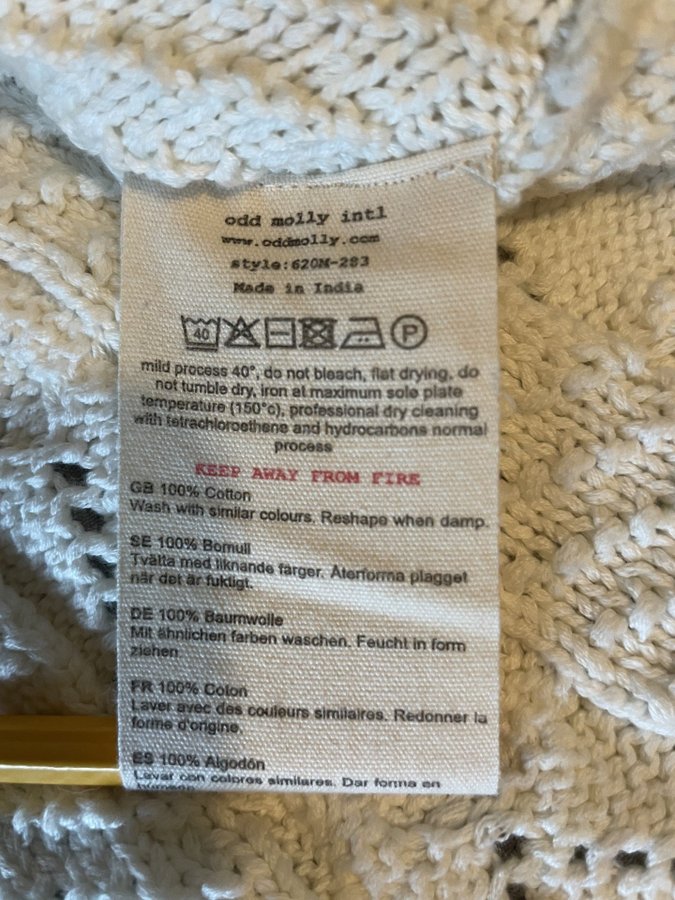 odd molly intl
www.oddmolly.com
style:620M-283
Made in India
40 P
mild process 40°, do not bleach, flat drying, do
not tumble dry, iron at maximum sole plate
temperature (150°c), professional dry cleaning
with tetrachloroethene and hydrocarbons normal
process
KEEP AWAY FROM FIRE
GB 100% Cotton
Wash with similar colours. Reshape when damp.
SE 100% Bomull
Tvätta med liknande färger. Återforma plagget
när det är fuktigt.
DE 100% Baumwolle
Mit ähnlichen farben waschen. Feucht in form
ziehen
FR 100% Coton
Laver avec des couleurs similaires. Redonner la
forme d'origine.
ES 100% Algodón
Lavar con colores similares. Dar forma en